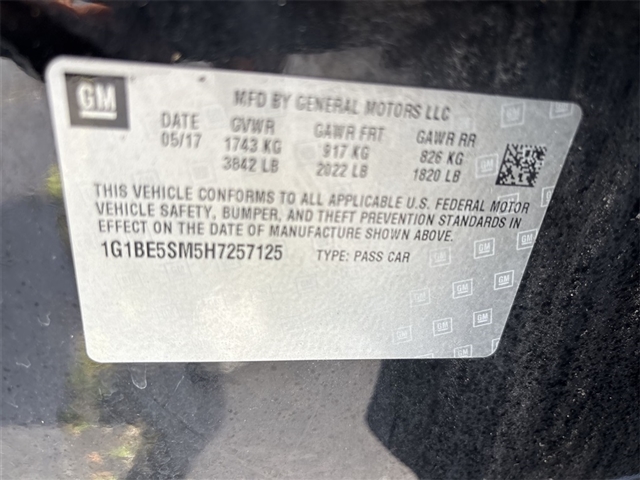 GM
MFD BY GENERAL MOTORS LLC
DATE GVWR GAWR FRT GAWR RR
05/17 1743 KG 917 KG 826 KG
3842 LB 2022 LB 1820 LB
THIS VEHICLE CONFORMS TO ALL APPLICABLE U.S. FEDERAL MOTOR
VEHICLE SAFETY, BUMPER, AND THEFT PREVENTION STANDARDS IN
EFFECT ON THE DATE OF MANUFACTURE SHOWN ABOVE.
1G1BE5SM5H7257125 TYPE: PASS CAR